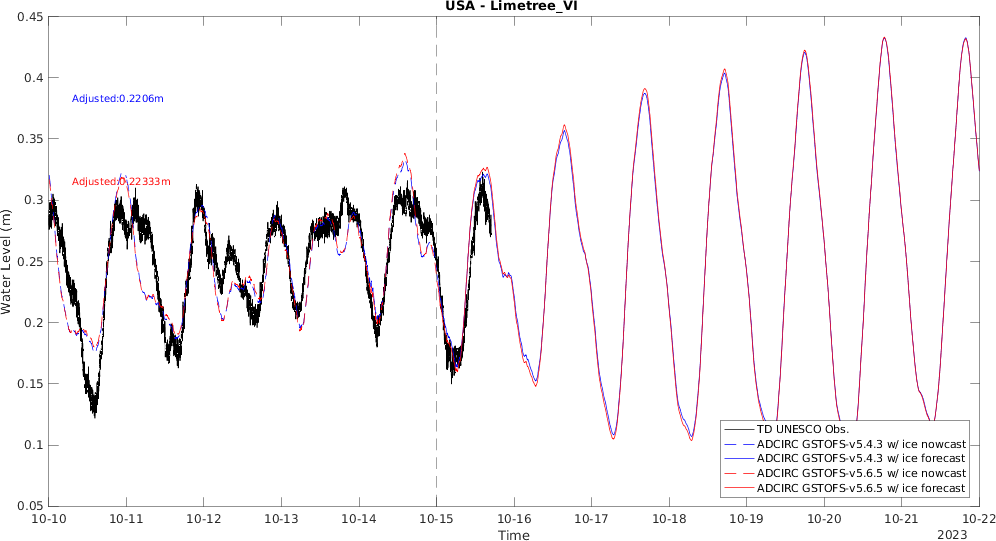 USA - Limetree_VI
0.45
0.4
0.35
0.3
0.25
0.2
0.15
0.1
0.05
Water Level (m)
Adjusted:0.2206m
Adjusted:0.22333m
TD UNESCO Obs.
ADCIRC GSTOFS-v5.4.3 w/ ice nowcast
ADCIRC GSTOFS-v5.4.3 w/ ice forecast
ADCIRC GSTOFS-v5.6.5 w/ ice nowcast
ADCIRC GSTOFS-v5.6.5 w/ ice forecast
10-10 10-11 10-12 10-13 10-14 10-15 10-16 10-17 10-18 10-19 10-20 10-21 10-22
Time
2023